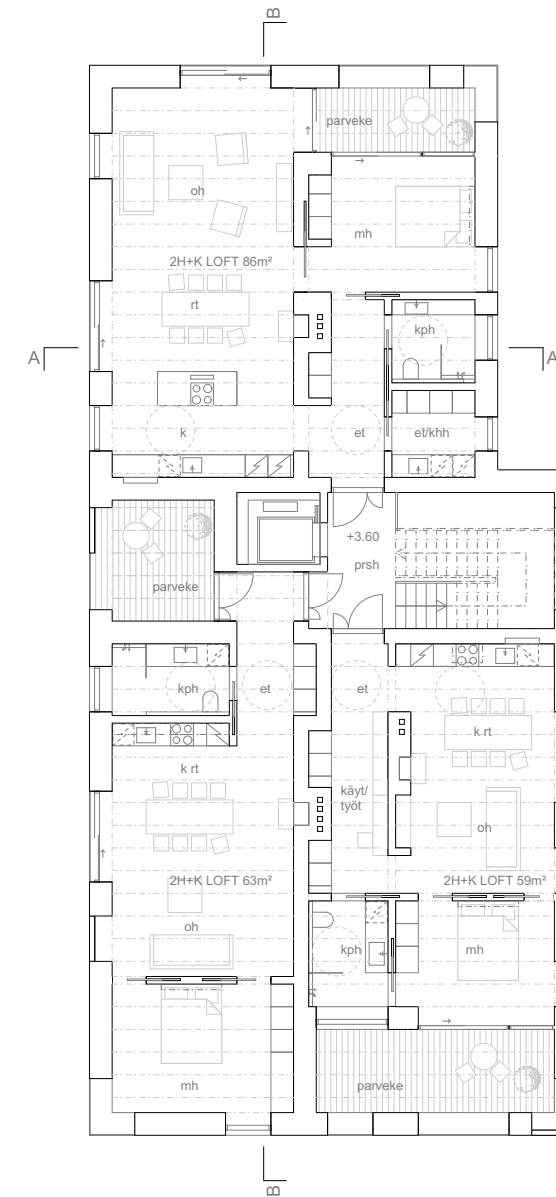 B
parveke
oh
mh
2H+K LOFT 86m²
rt
kph
A
A
k
et
et/khh
+3.60
prsh
parveke
kph
et
et
k rt
k rt
käyt/
työt
oh
2H+K LOFT 63m²
2H+K LOFT 59m²
oh
kph
mh
mh
parveke
B